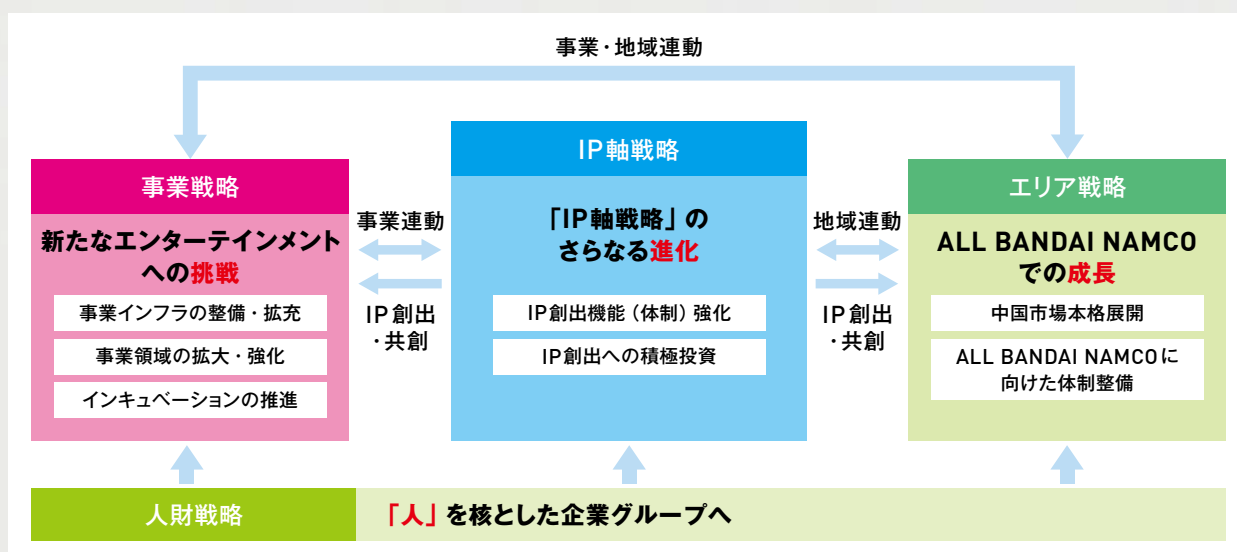 事業・地域連動
事業戦略
新たなエンターテインメント
への挑戦
事業インフラの整備・拡充
事業領域の拡大・強化
インキュベーションの推進
事業連動
IP創出
・共創
IP軸戦略
「IP軸戦略」の
さらなる進化
IP創出機能（体制）強化
IP創出への積極投資
地域連動
IP創出
・共創
エリア戦略
ALL BANDAI NAMCO
での成長
中国市場本格展開
ALL BANDAI NAMCOに
向けた体制整備
人財戦略
「人」を核とした企業グループへ